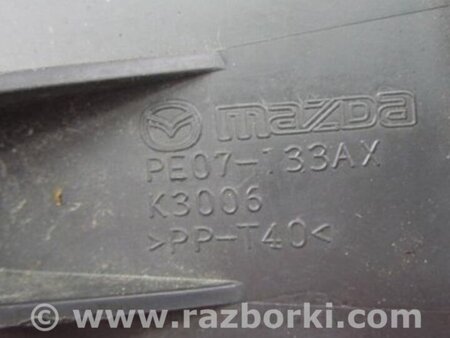 mazda
PE07-133AX
K3006
>PP-T40<
© www.razborki.com